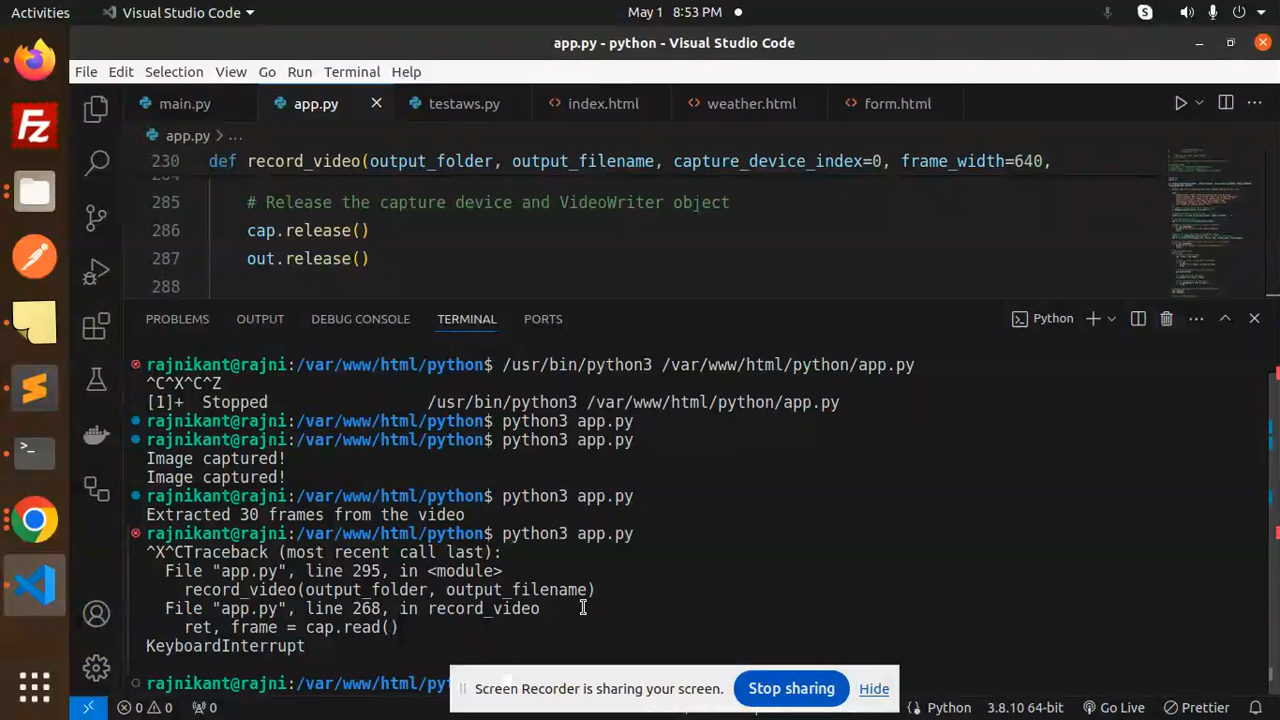 Activities
Visual Studio Code
May 1 8:53 PM
app.py - python - Visual Studio Code
File Edit Selection View Go Run Terminal Help
main.py
app.py
testaws.py
index.html
weather.html
form.html
app.py > ...
230 def record_video(output_folder, output_filename, capture_device_index=0, frame_width=640,
285 # Release the capture device and VideoWriter object
286 cap.release()
287 out.release()
288
PROBLEMS OUTPUT DEBUG CONSOLE TERMINAL PORTS
Python
rajnikant@rajni:/var/www/html/python$ /usr/bin/python3 /var/www/html/python/app.py
^C^X^C^Z
[1]+ Stopped /usr/bin/python3 /var/www/html/python/app.py
rajnikant@rajni:/var/www/html/python$ python3 app.py
rajnikant@rajni:/var/www/html/python$ python3 app.py
Image captured!
Image captured!
rajnikant@rajni:/var/www/html/python$ python3 app.py
Extracted 30 frames from the video
rajnikant@rajni:/var/www/html/python$ python3 app.py
^X^CTraceback (most recent call last):
File "app.py", line 295, in <module>
record_video(output_folder, output_filename)
File "app.py", line 268, in record_video
ret, frame = cap.read()
KeyboardInterrupt
rajnikant@rajni:/var/www/html/py
Screen Recorder is sharing your screen.
Stop sharing
Hide
0 0 0
Python 3.8.10 64-bit Go Live Prettier